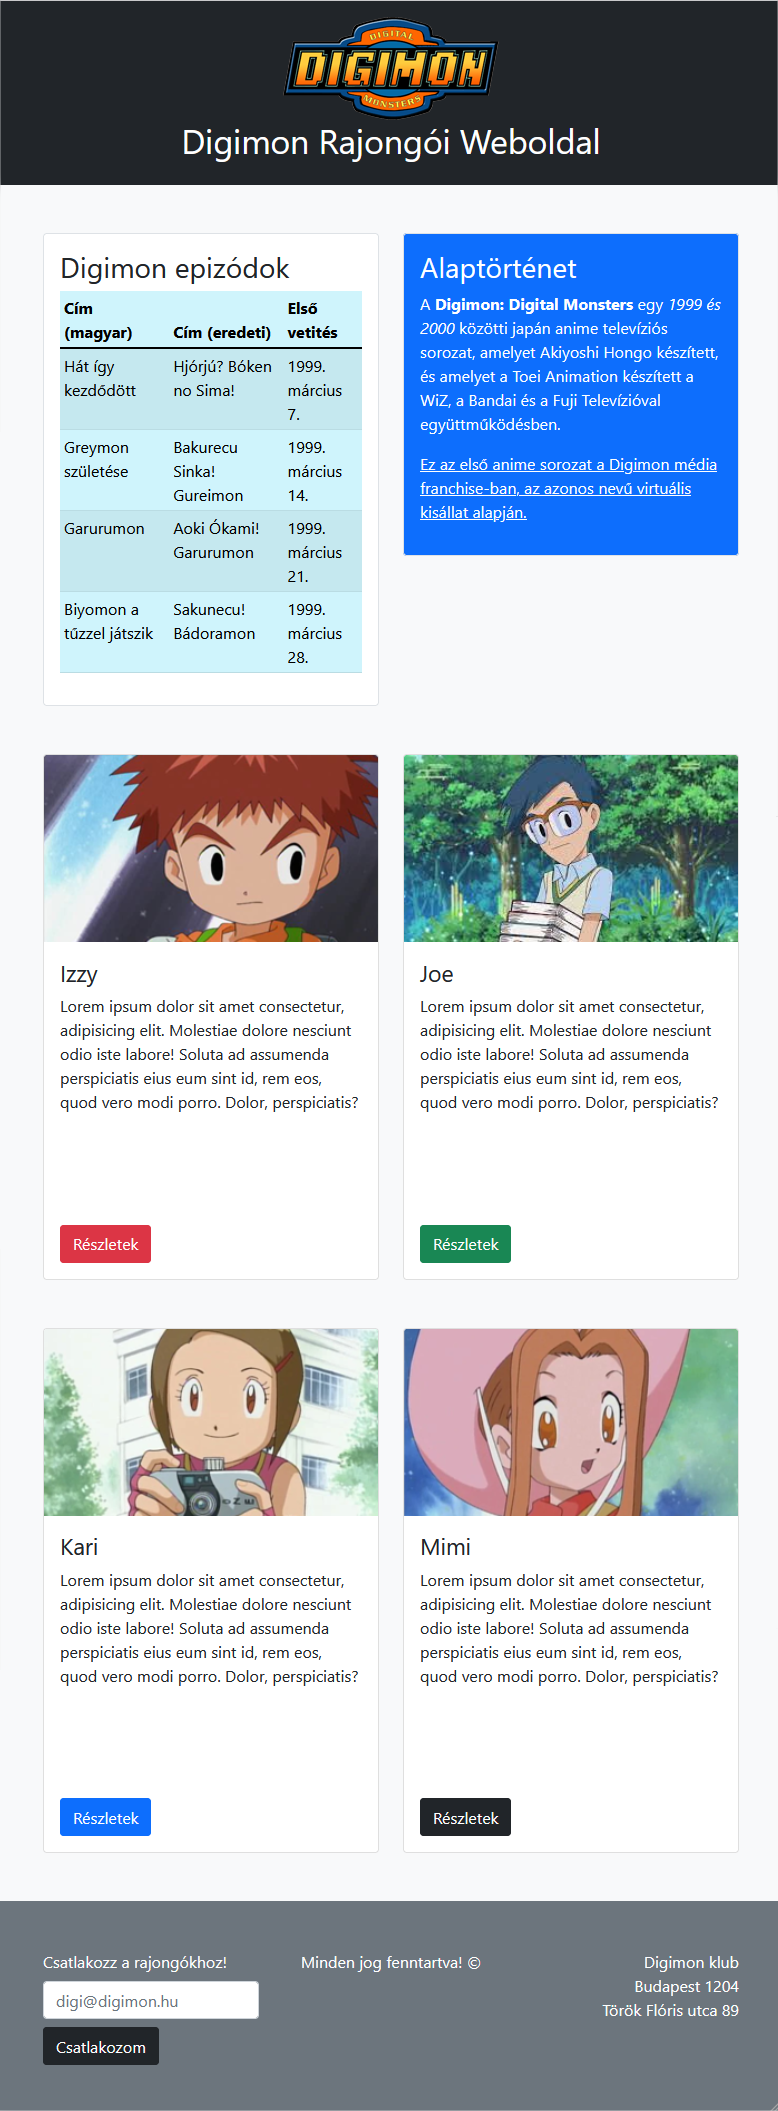 DIGITAL
DIGIMON
MONSTERS
Digimon Rajongói Weboldal
Digimon epizódok
Cím (magyar) Cím (eredeti) Első vetités
Hát így kezdődött Hjórjú? Bóken no Sima! 1999. március 7.
Greymon születése Bakurecu Sinka! Gureimon 1999. március 14.
Garurumon Aoki Ókami! Garurumon 1999. március 21.
Biyomon a tűzzel játszik Sakunecu! Bádoramon 1999. március 28.
Alaptörténet
A Digimon: Digital Monsters egy 1999 és
2000 közötti japán anime televíziós
sorozat, amelyet Akiyoshi Hongo készített,
és amelyet a Toei Animation készített a
WiZ, a Bandai és a Fuji Televízióval
együttműködésben.
Ez az első anime sorozat a Digimon média
franchise-ban, az azonos nevű virtuális
kisállat alapján.
Izzy
Lorem ipsum dolor sit amet consectetur,
adipisicing elit. Molestiae dolore nesciunt
odio iste labore! Soluta ad assumenda
perspiciatis eius eum sint id, rem eos,
quod vero modi porro. Dolor, perspiciatis?
Részletek
Joe
Lorem ipsum dolor sit amet consectetur,
adipisicing elit. Molestiae dolore nesciunt
odio iste labore! Soluta ad assumenda
perspiciatis eius eum sint id, rem eos,
quod vero modi porro. Dolor, perspiciatis?
Részletek
Kari
Lorem ipsum dolor sit amet consectetur,
adipisicing elit. Molestiae dolore nesciunt
odio iste labore! Soluta ad assumenda
perspiciatis eius eum sint id, rem eos,
quod vero modi porro. Dolor, perspiciatis?
Részletek
Mimi
Lorem ipsum dolor sit amet consectetur,
adipisicing elit. Molestiae dolore nesciunt
odio iste labore! Soluta ad assumenda
perspiciatis eius eum sint id, rem eos,
quod vero modi porro. Dolor, perspiciatis?
Részletek
Csatlakozz a rajongókhoz!
digi@digimon.hu
Csatlakozom
Minden jog fenntartva! ©
Digimon klub
Budapest 1204
Török Flóris utca 89